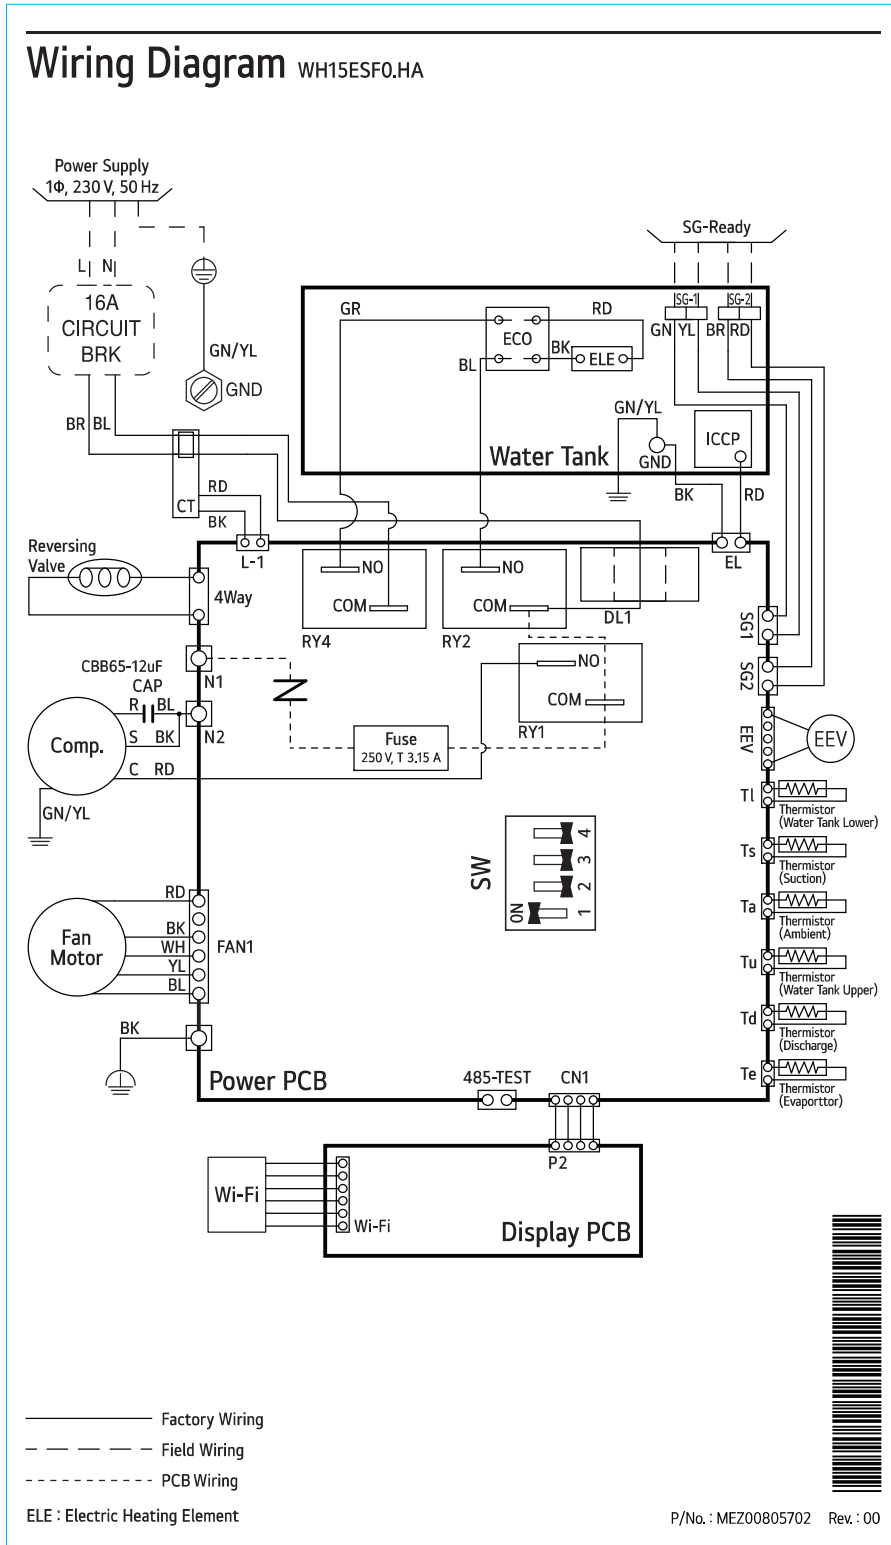 Wiring Diagram WH15ESF0.HA
Power Supply
1Φ, 230 V, 50 Hz
L N
16A
CIRCUIT
BRK
GN/YL
GND
BR BL
CT
RD
BK
L-1
SG-Ready
SG-1 SG-2
GN YL BR RD
GR
ECO
RD
BL
BK
ELE
GN/YL
GND
ICCP
Water Tank
BK
RD
EL
Reversing
Valve
4Way
NO
COM
RY4
NO
COM
RY2
DL1
NO
COM
RY1
SG1
SG2
N1
CBB65-12uF
CAP
R BL
N2
Comp.
S BK
C RD
GN/YL
Fuse
250 V, T 3.15 A
EEV
EEV
SW
ON
1 2 3 4
Tl
Thermistor
(Water Tank Lower)
Ts
Thermistor
(Suction)
Ta
Thermistor
(Ambient)
Tu
Thermistor
(Water Tank Upper)
Td
Thermistor
(Discharge)
Te
Thermistor
(Evaporttor)
Fan
Motor
RD
BK
WH
YL
BL
FAN1
BK
Power PCB
485-TEST
CN1
P2
Wi-Fi
Wi-Fi
Display PCB
Factory Wiring
Field Wiring
PCB Wiring
ELE : Electric Heating Element
P/No. : MEZ00805702 Rev. : 00